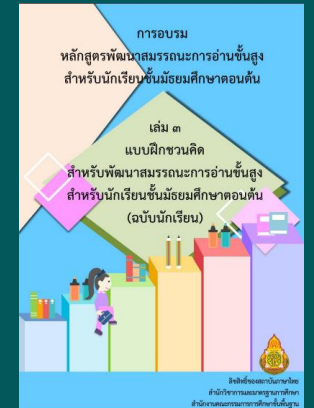 การอบรม
หลักสูตรพัฒนาสมรรถนะการอ่านขั้นสูง
สำหรับนักเรียนชั้นมัธยมศึกษาตอนต้น
เล่ม ๓
แบบฝึกชวนคิด
สำหรับพัฒนาสมรรถนะการอ่านขั้นสูง
สำหรับนักเรียนชั้นมัธยมศึกษาตอนต้น
(ฉบับนักเรียน)
ลิขสิทธิ์ของสถาบันภาษาไทย
สำนักวิชาการและมาตรฐานการศึกษา
สำนักงานคณะกรรมการการศึกษาขั้นพื้นฐาน